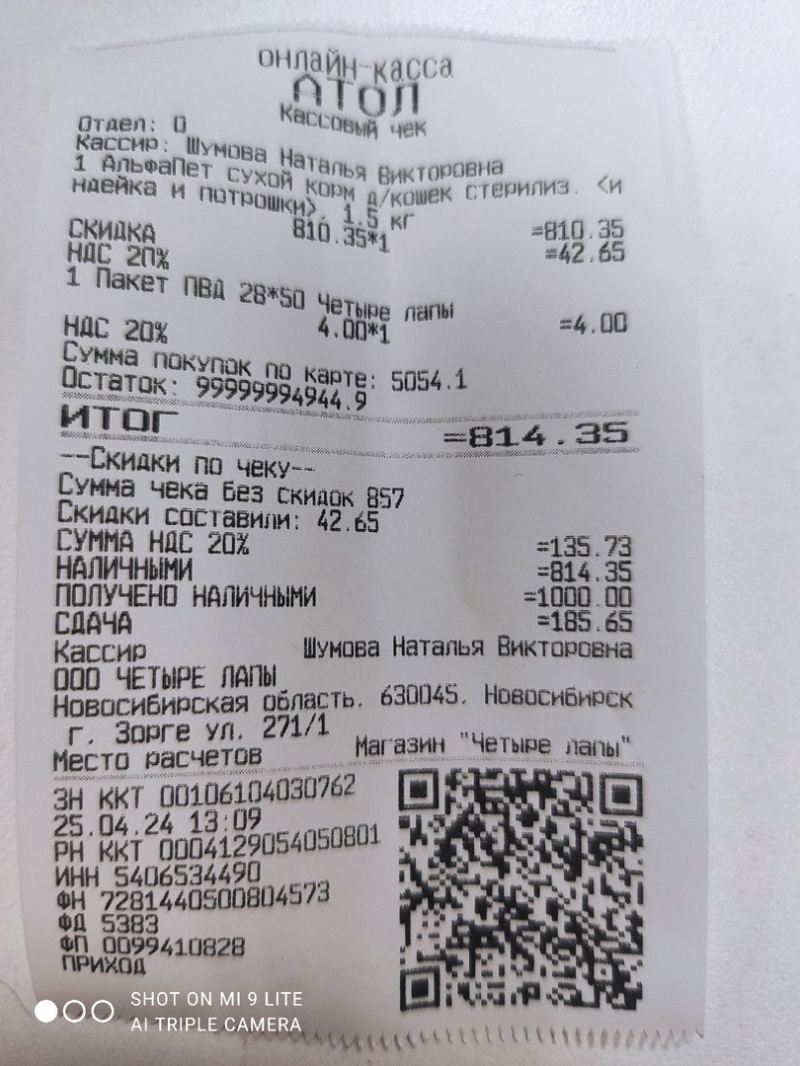 ОНЛАЙН-КАССА
АТОЛ
Кассовый чек
Отдел: 0
Кассир: Шумова Наталья Викторовна
1 АльфаПет сухой корм д/кошек стерилиз. <и
ндейка и потрошки>, 1.5 кг
810.35*1 =810.35
СКИДКА =42.65
НДС 20%
1 Пакет ПВД 28*50 Четыре лапы
4.00*1 =4.00
НДС 20%
Сумма покупок по карте: 5054.1
Остаток: 99999994944.9
ИТОГ =814.35
--Скидки по чеку--
Сумма чека без скидок 857
Скидки составили: 42.65
СУММА НДС 20% =135.73
НАЛИЧНЫМИ =814.35
ПОЛУЧЕНО НАЛИЧНЫМИ =1000.00
СДАЧА =185.65
Кассир Шумова Наталья Викторовна
ООО ЧЕТЫРЕ ЛАПЫ
Новосибирская область, 630045, Новосибирск
г. Зорге ул. 271/1
Место расчетов Магазин "Четыре лапы"
ЗН ККТ 00106104030762
25.04.24 13:09
РН ККТ 0004129054050801
ИНН 5406534490
ФН 7281440500804573
ФД 5383
ФП 0099410828
ПРИХОД
SHOT ON MI 9 LITE
AI TRIPLE CAMERA